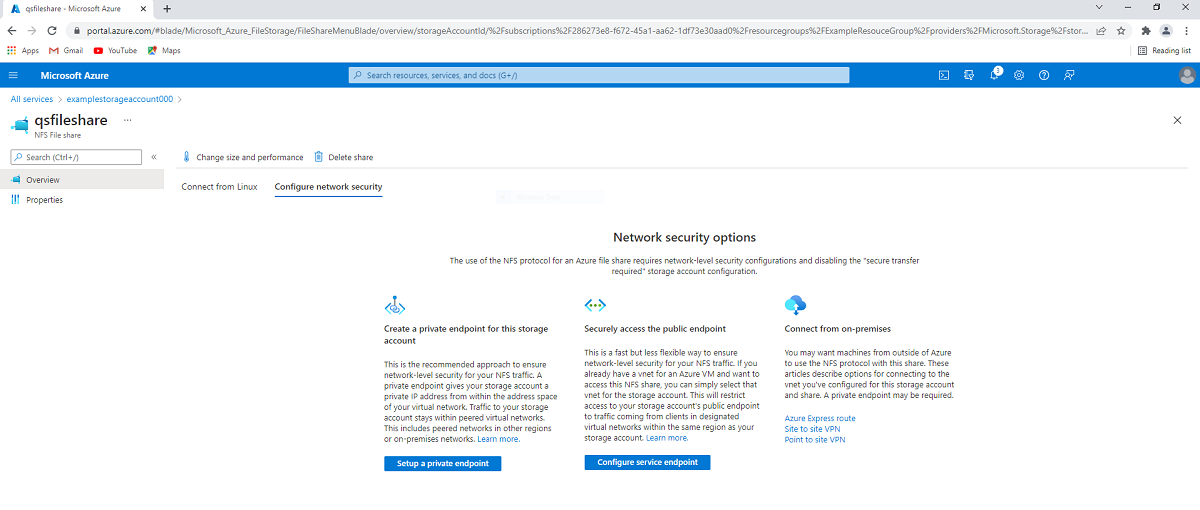 qsfileshare - Microsoft Azure
portal.azure.com/#blade/Microsoft_Azure_FileStorage/FileShareMenuBlade/overview/storageAccountId/%2Fsubscriptions%2F286273e8-f672-45a1-aa62-1df73e30aad0%2Fresourcegroups%2FExampleResouceGroup%2Fproviders%2FMicrosoft.Storage%2Fstor...
Apps Gmail YouTube Maps Reading list
Microsoft Azure Search resources, services, and docs (G+/) 3
All services > examplestorageaccount000 >
qsfileshare ...
NFS File share
Search (Ctrl+/) « Change size and performance Delete share
Overview
Properties
Connect from Linux Configure network security
Network security options
The use of the NFS protocol for an Azure file share requires network-level security configurations and disabling the "secure transfer
required" storage account configuration.
Create a private endpoint for this storage
account
This is the recommended approach to ensure
network-level security for your NFS traffic. A
private endpoint gives your storage account a
private IP address from within the address space
of your virtual network. Traffic to your storage
account stays within peered virtual networks.
This includes peered networks in other regions
or on-premises networks. Learn more.
Setup a private endpoint
Securely access the public endpoint
This is a fast but less flexible way to ensure
network-level security for your NFS traffic. If you
already have a vnet for an Azure VM and want to
access this NFS share, you can simply select that
vnet for the storage account. This will restrict
access to your storage account's public endpoint
to traffic coming from clients in designated
virtual networks within the same region as your
storage account. Learn more.
Configure service endpoint
Connect from on-premises
You may want machines from outside of Azure
to use the NFS protocol with this share. These
articles describe options for connecting to the
vnet you've configured for this storage account
and share. A private endpoint may be required.
Azure Express route
Site to site VPN
Point to site VPN